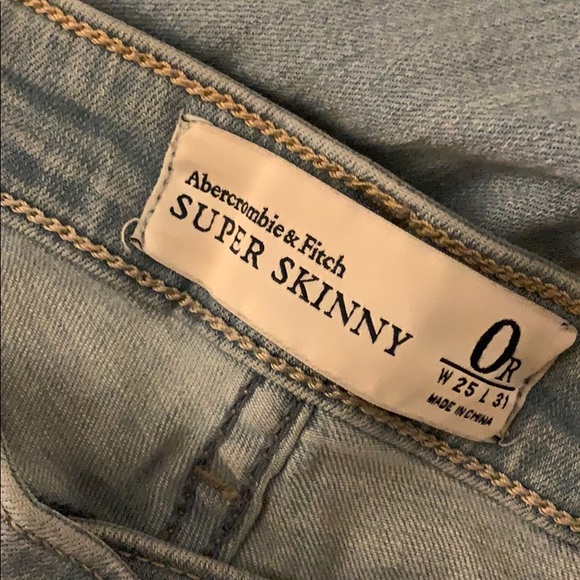 Abercrombie & Fitch
SUPER SKINNY
0R
W 25 L 31
MADE IN CHINA